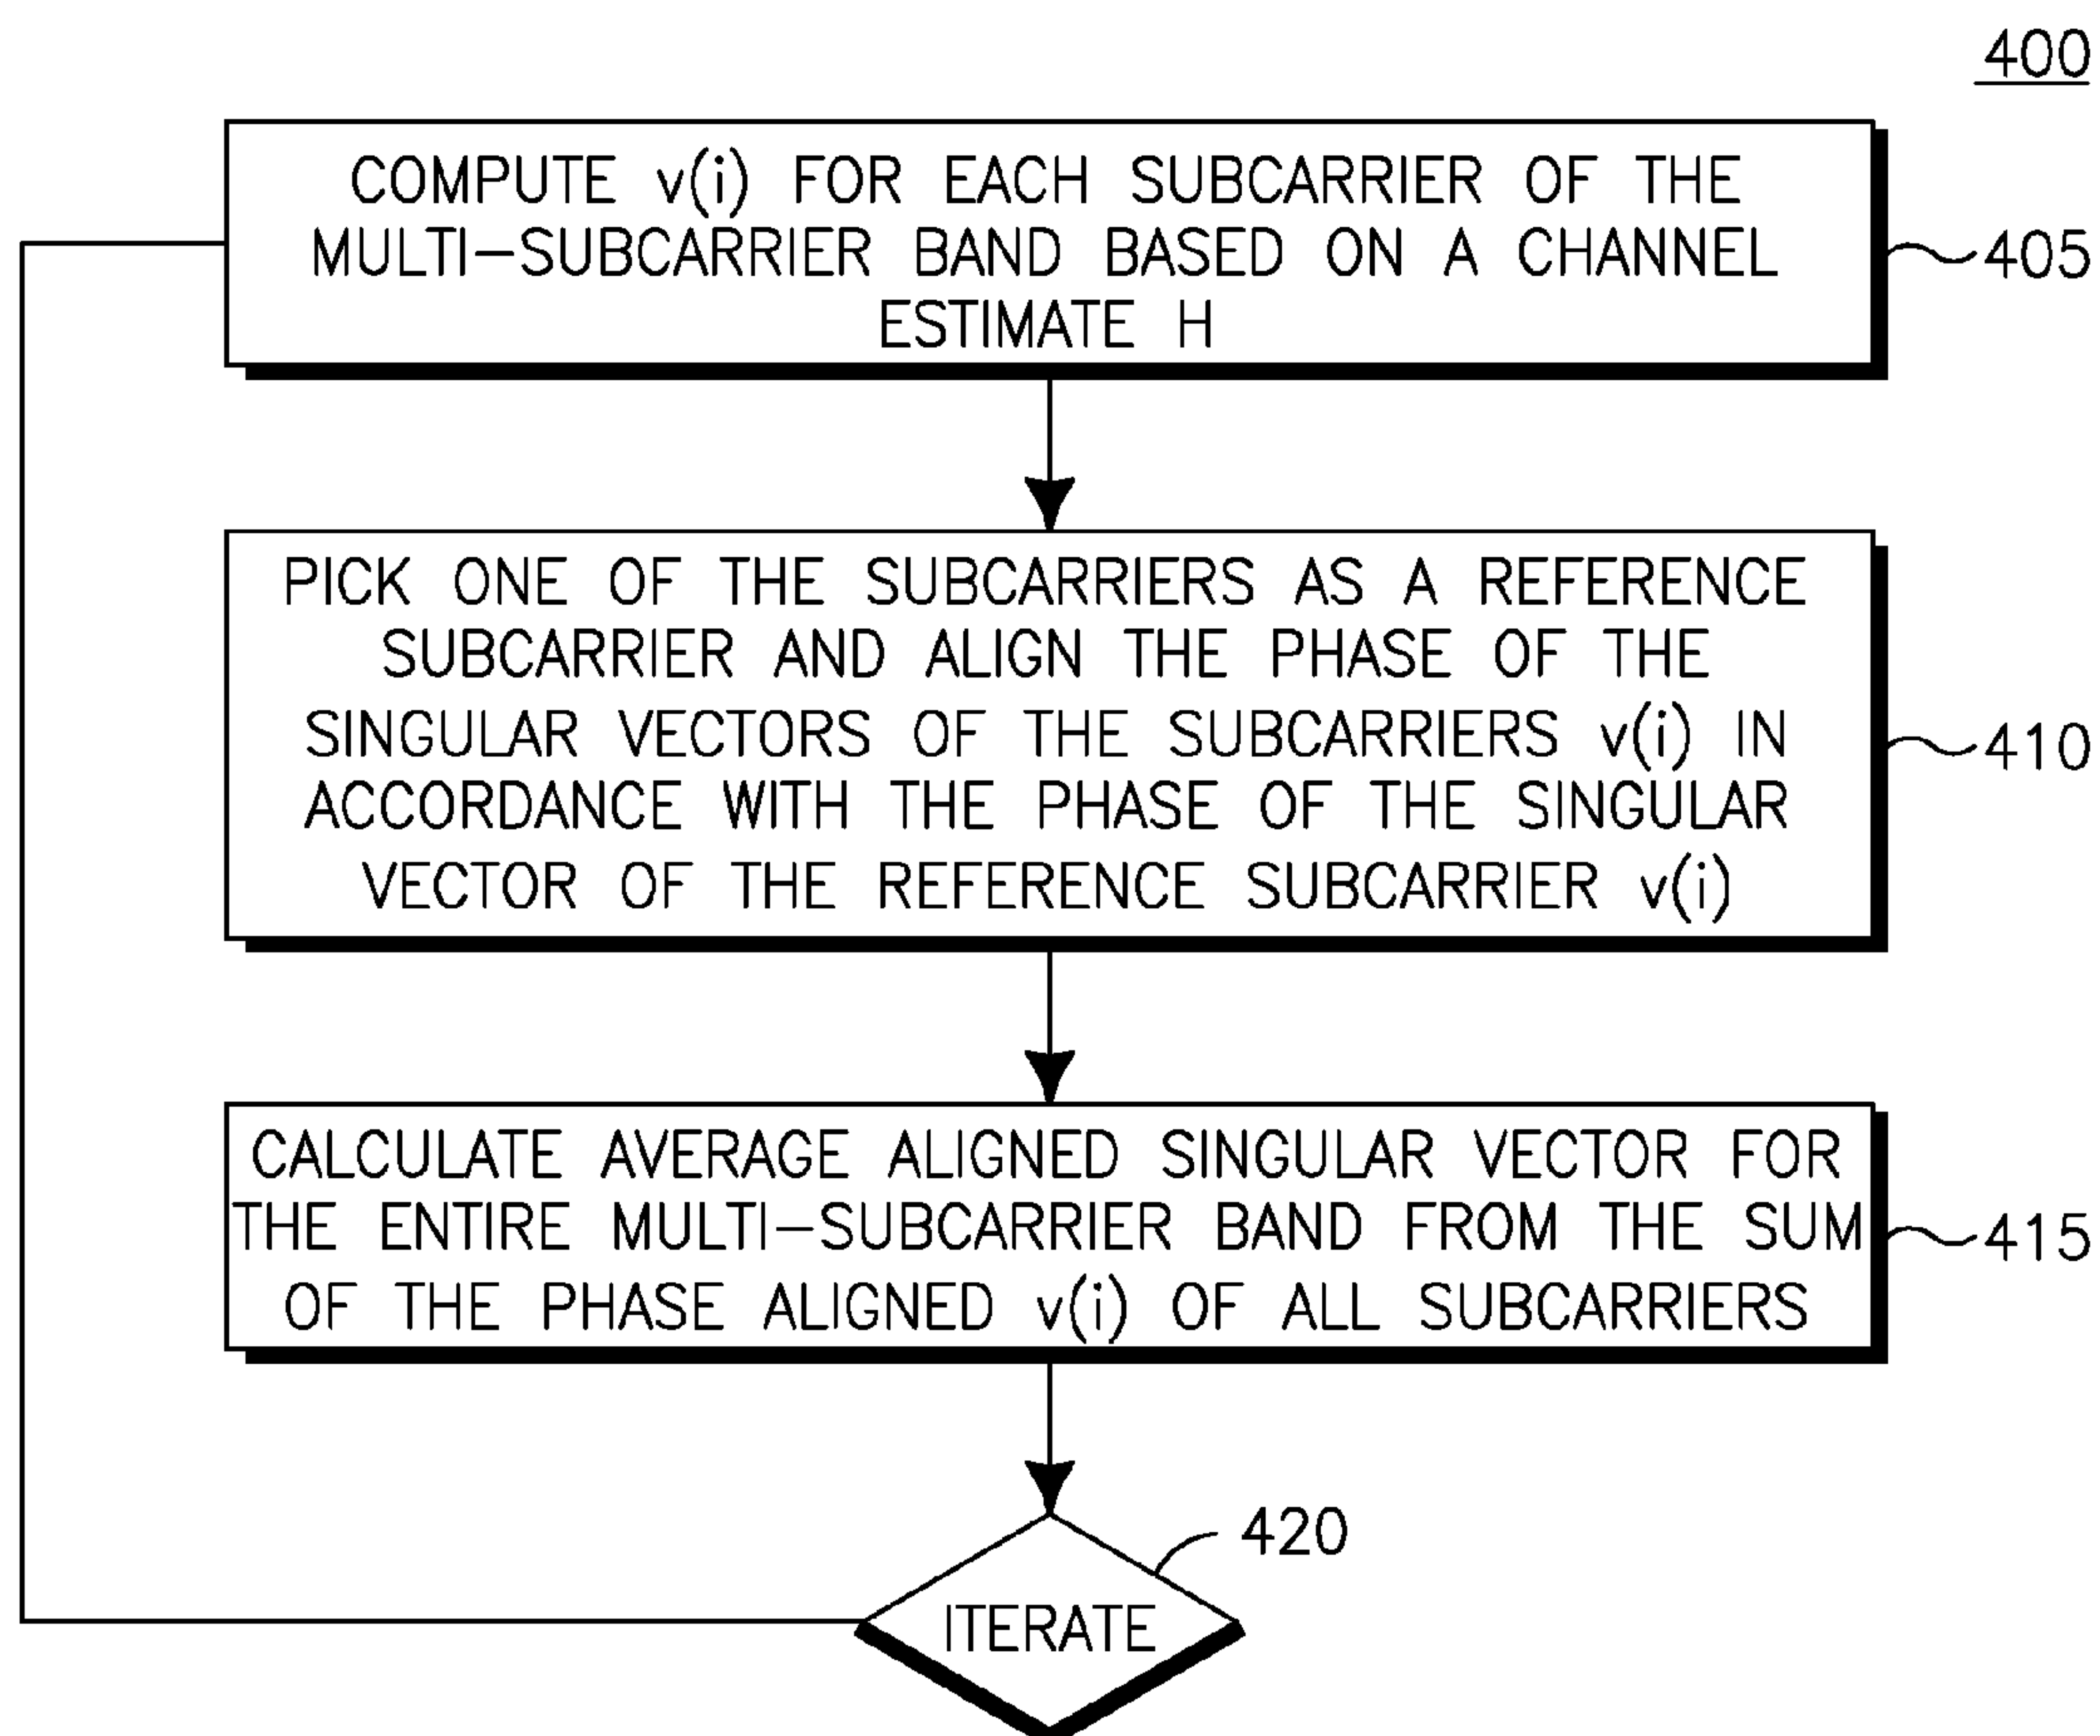 400
COMPUTE v(i) FOR EACH SUBCARRIER OF THE
MULTI-SUBCARRIER BAND BASED ON A CHANNEL
ESTIMATE H
405
PICK ONE OF THE SUBCARRIERS AS A REFERENCE
SUBCARRIER AND ALIGN THE PHASE OF THE
SINGULAR VECTORS OF THE SUBCARRIERS v(i) IN
ACCORDANCE WITH THE PHASE OF THE SINGULAR
VECTOR OF THE REFERENCE SUBCARRIER v(i)
410
CALCULATE AVERAGE ALIGNED SINGULAR VECTOR FOR
THE ENTIRE MULTI-SUBCARRIER BAND FROM THE SUM
OF THE PHASE ALIGNED v(i) OF ALL SUBCARRIERS
415
420
ITERATE